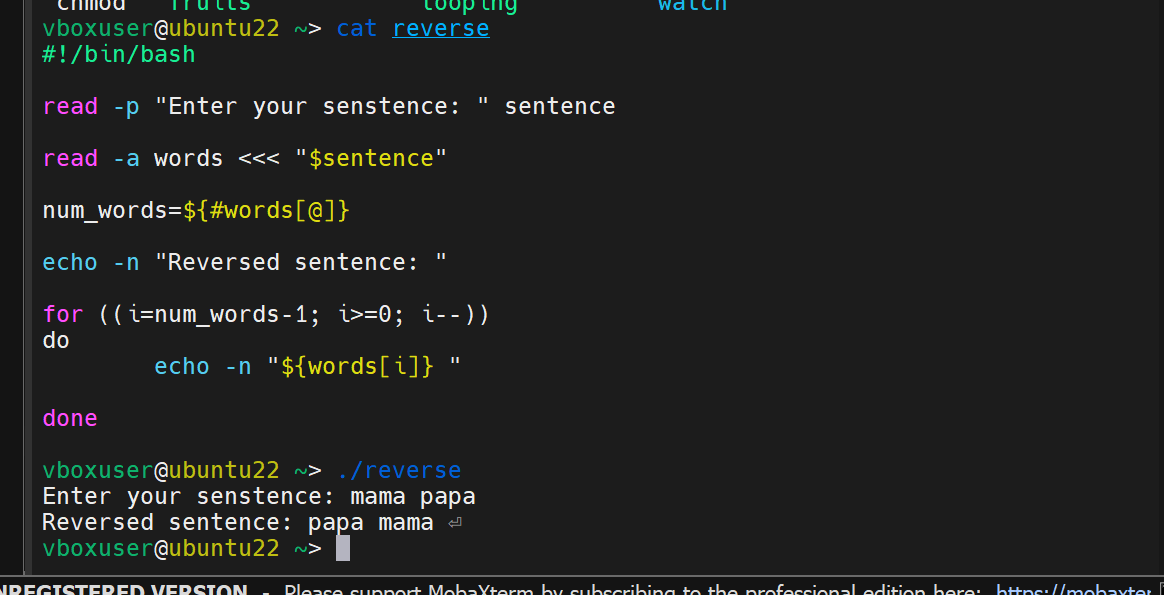 chmod fruits looping watch
vboxuser@ubuntu22 ~> cat reverse
#!/bin/bash
read -p "Enter your senstence: " sentence
read -a words <<< "$sentence"
num_words=${#words[@]}
echo -n "Reversed sentence: "
for ((i=num_words-1; i>=0; i--))
do
        echo -n "${words[i]} "
done
vboxuser@ubuntu22 ~> ./reverse
Enter your senstence: mama papa
Reversed sentence: papa mama ⏎
vboxuser@ubuntu22 ~>
NREGISTERED VERSION - Please support MobaXterm by subscribing to the professional edition here: https://mobaxter